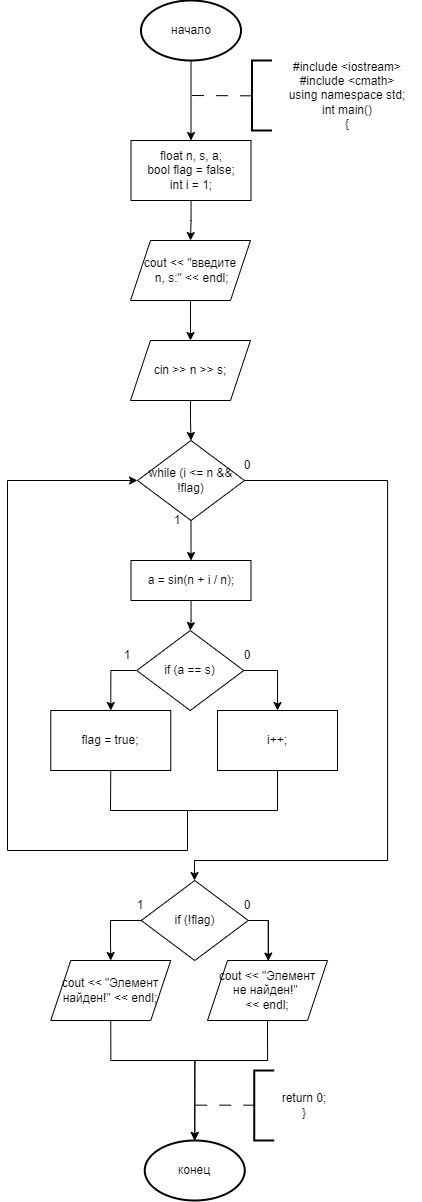 начало
#include <iostream>
#include <cmath>
using namespace std;
int main()
{
float n, s, a;
bool flag = false;
int i = 1;
cout << "введите
n, s:" << endl;
cin >> n >> s;
while (i <= n &&
!flag)
0
1
a = sin(n + i / n);
1
0
if (a == s)
flag = true;
i++;
1
0
if (!flag)
cout << "Элемент
найден!" << endl;
cout << "Элемент
не найден!"
<< endl;
return 0;
}
конец